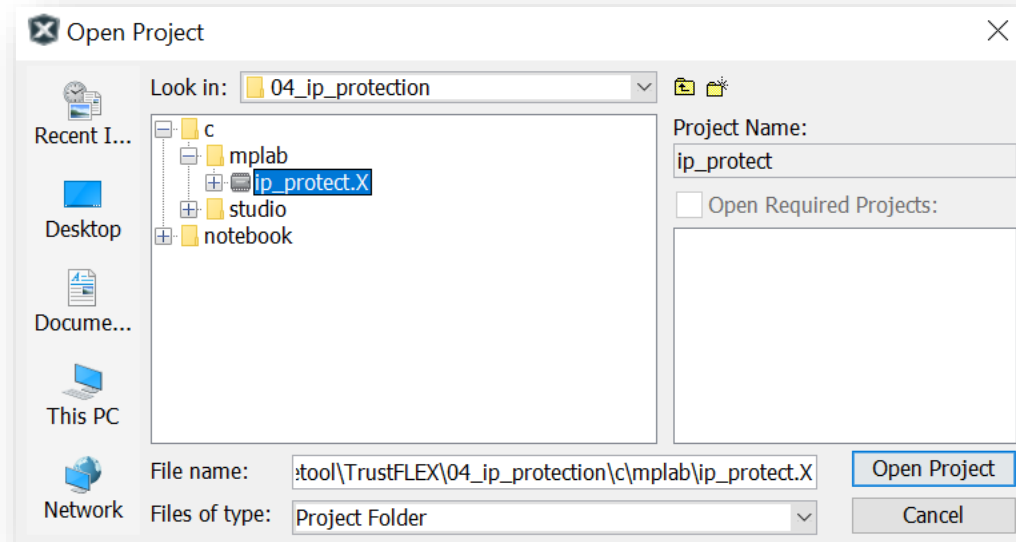 Open Project
Look in: 04_ip_protection
Recent I...
Desktop
Docume...
This PC
Network
c
mplab
ip_protect.X
studio
notebook
Project Name:
ip_protect
Open Required Projects:
File name: :tool\TrustFLEX\04_ip_protection\c\mplab\ip_protect.X
Open Project
Files of type: Project Folder
Cancel